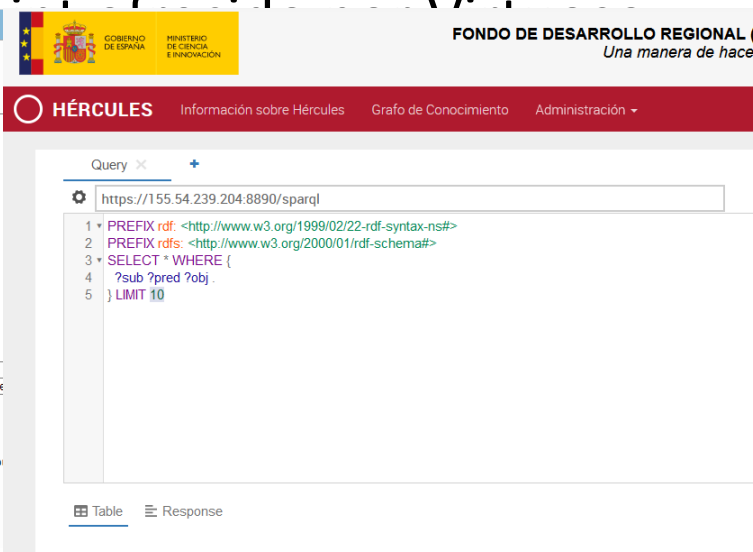 GOBIERNO
DE ESPAÑA
MINISTERIO
DE CIENCIA
E INNOVACIÓN
FONDO DE DESARROLLO REGIONAL (
Una manera de hace
HÉRCULES Información sobre Hércules Grafo de Conocimiento Administración
Query × +
https://155.54.239.204:8890/sparql
1 PREFIX rdf: <http://www.w3.org/1999/02/22-rdf-syntax-ns#>
2 PREFIX rdfs: <http://www.w3.org/2000/01/rdf-schema#>
3 SELECT * WHERE {
4 ?sub ?pred ?obj .
5 } LIMIT 10
Table Response